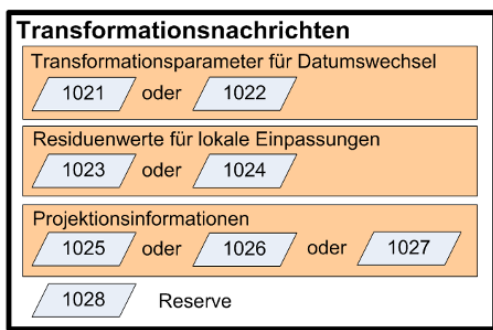 Transformationsnachrichten
Transformationsparameter für Datumswechsel
1021 oder 1022
Residuenwerte für lokale Einpassungen
1023 oder 1024
Projektionsinformationen
1025 oder 1026 oder 1027
1028 Reserve